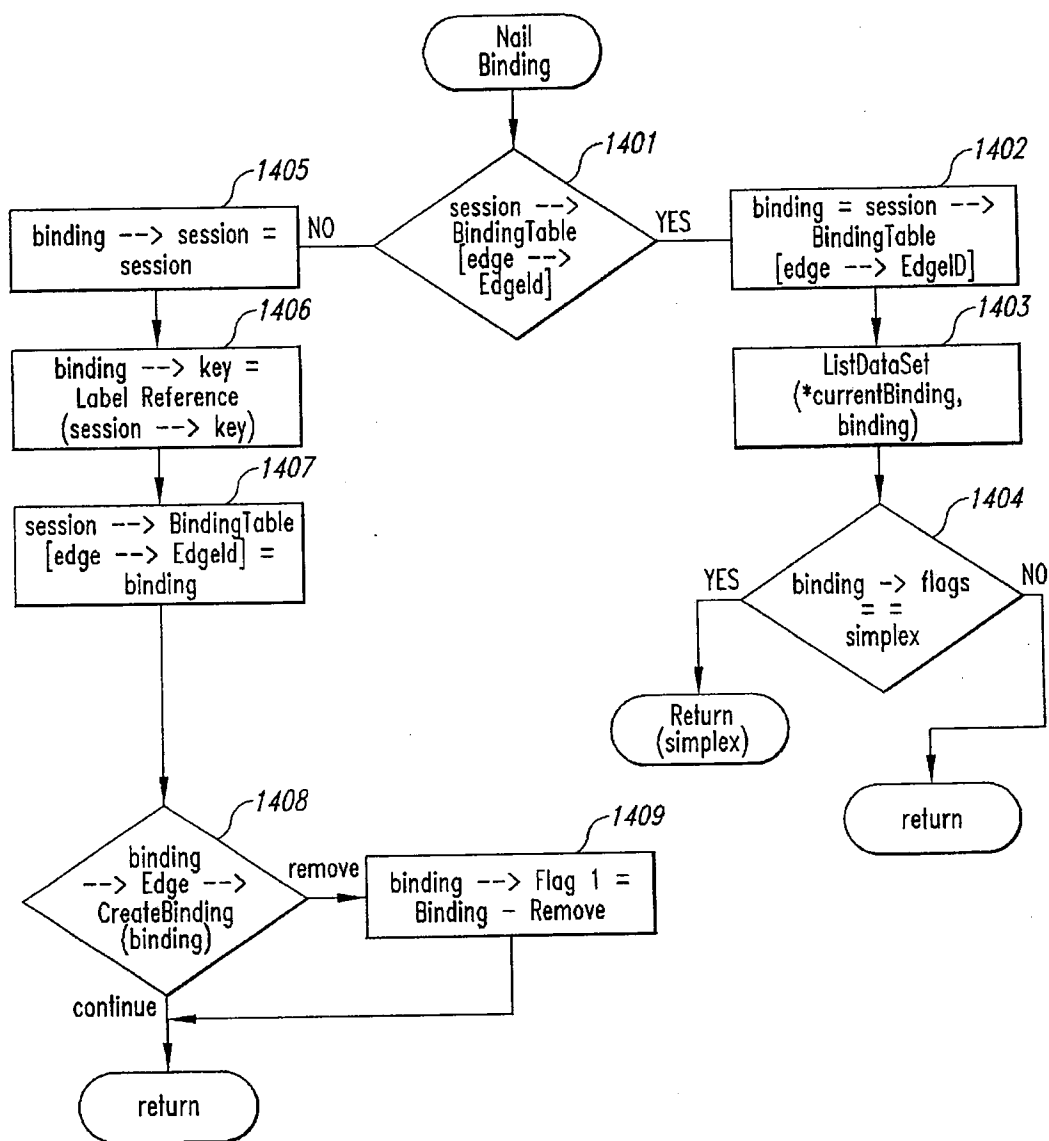 Nail
Binding
1401
session -->
BindingTable
[edge -->
EdgeId]
NO
YES
1405
binding --> session =
session
1402
binding = session -->
BindingTable
[edge --> EdgeID]
1406
binding --> key =
Label Reference
(session --> key)
1403
ListDataSet
(*currentBinding,
binding)
1407
session --> BindingTable
[edge --> EdgeId] =
binding
1404
binding -> flags
= =
simplex
YES
NO
Return
(simplex)
return
1408
binding
--> Edge -->
CreateBinding
(binding)
remove
continue
1409
binding --> Flag 1 =
Binding - Remove
return